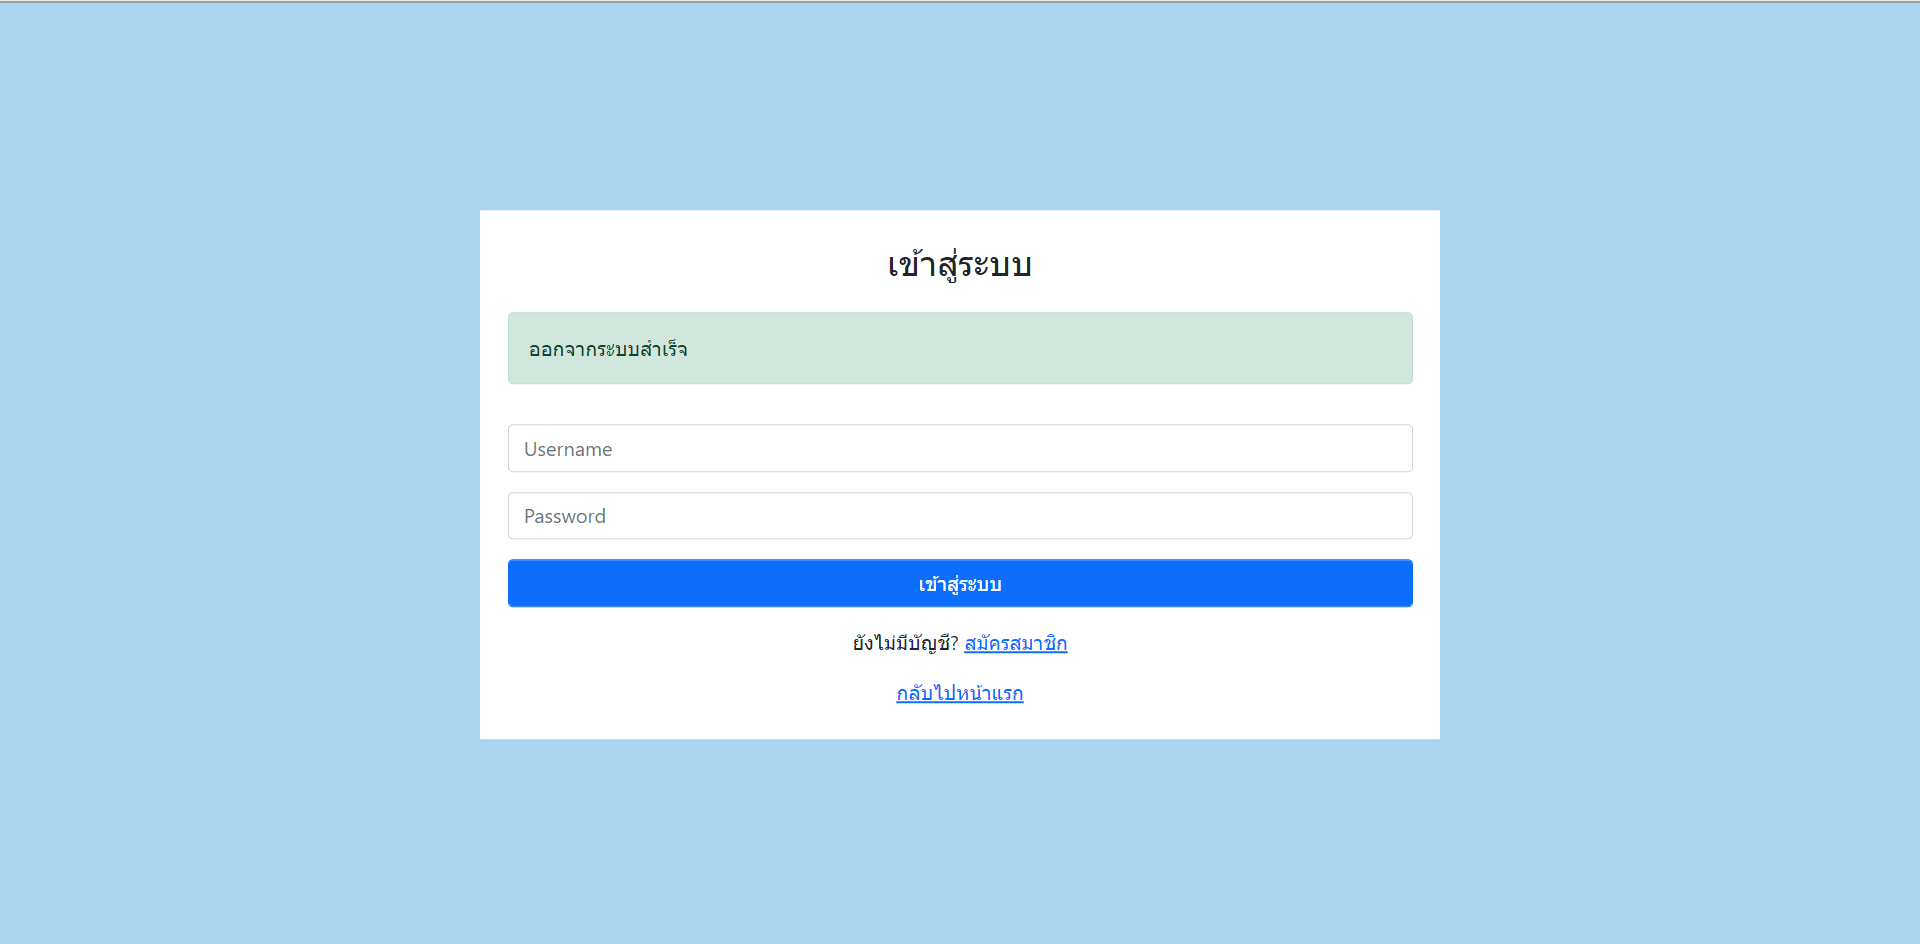 เข้าสู่ระบบ
ออกจากระบบสำเร็จ
Username
Password
เข้าสู่ระบบ
ยังไม่มีบัญชี? สมัครสมาชิก
กลับไปหน้าแรก